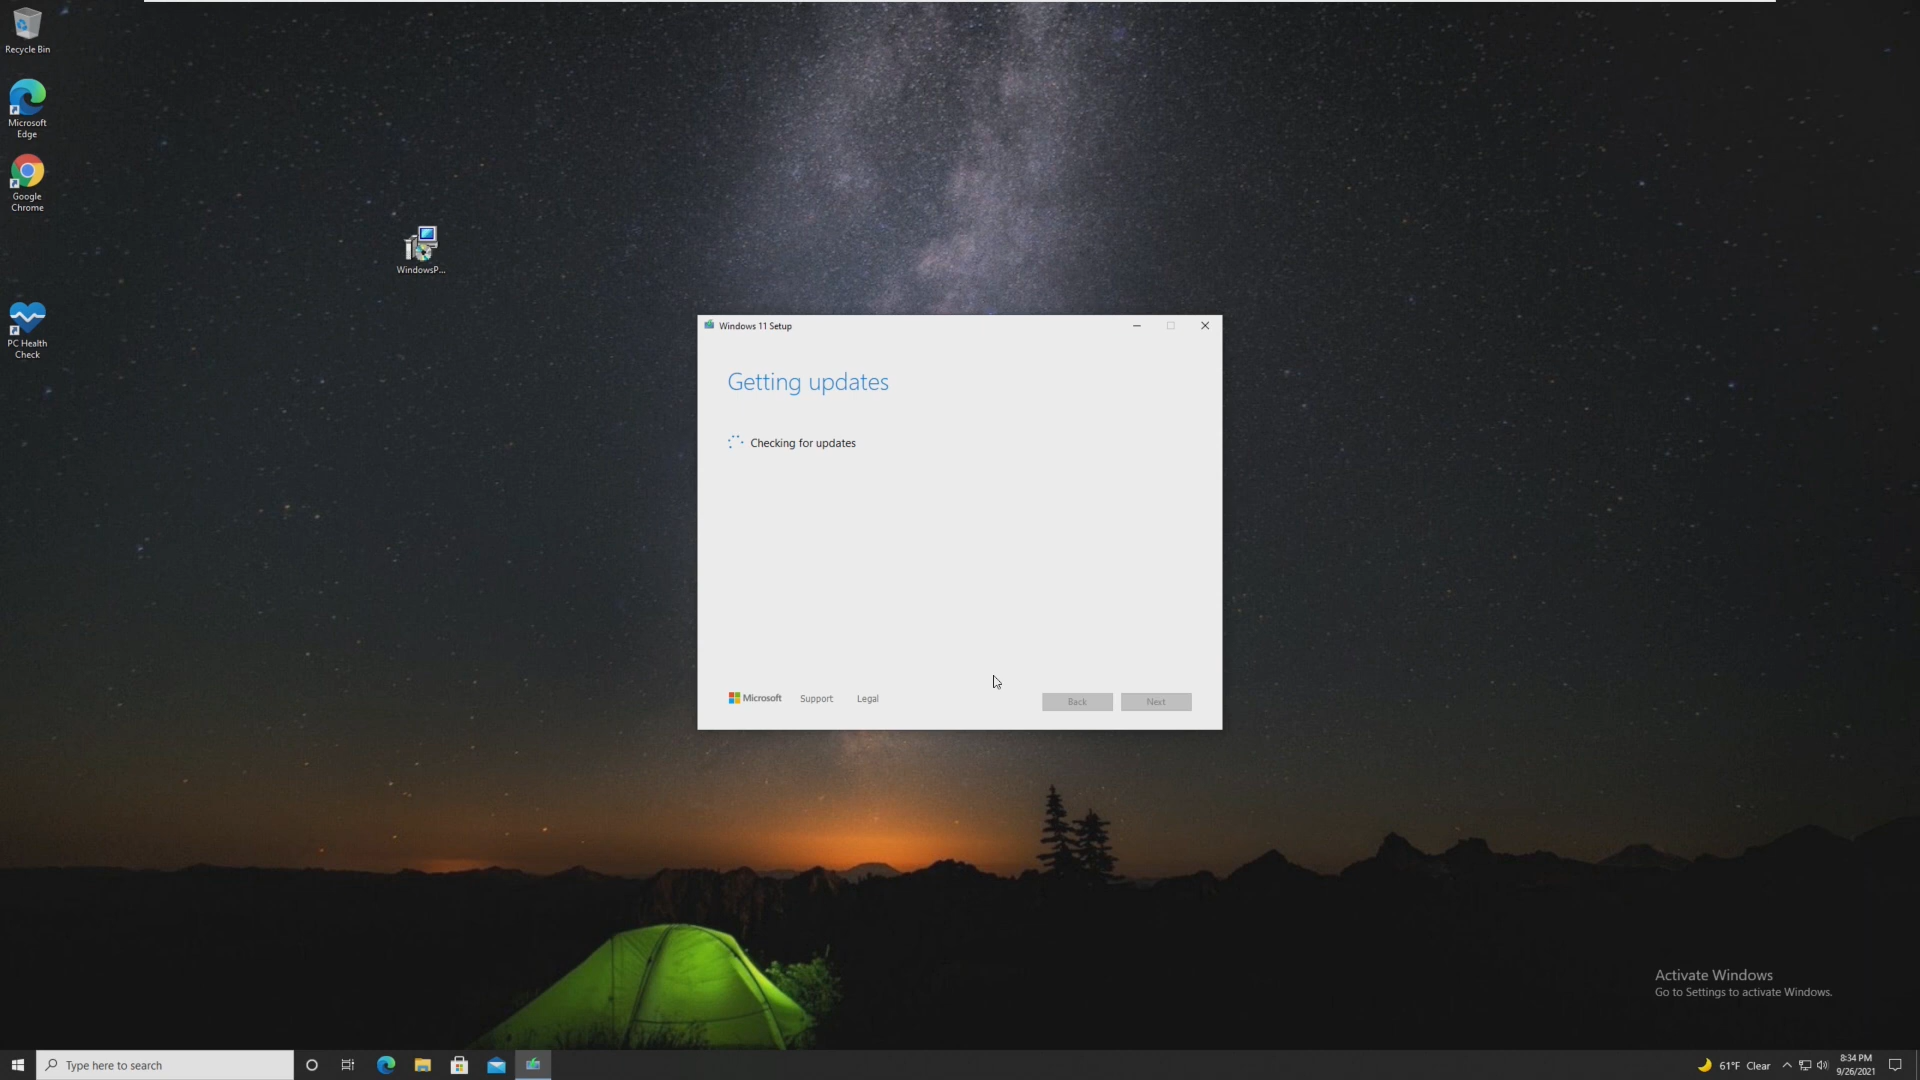 Recycle Bin
Microsoft
Edge
Google
Chrome
WindowsP...
PC Health
Check
Windows 11 Setup
Getting updates
Checking for updates
Microsoft Support Legal
Back Next
Activate Windows
Go to Settings to activate Windows.
Type here to search
61°F Clear
8:34 PM
9/26/2021